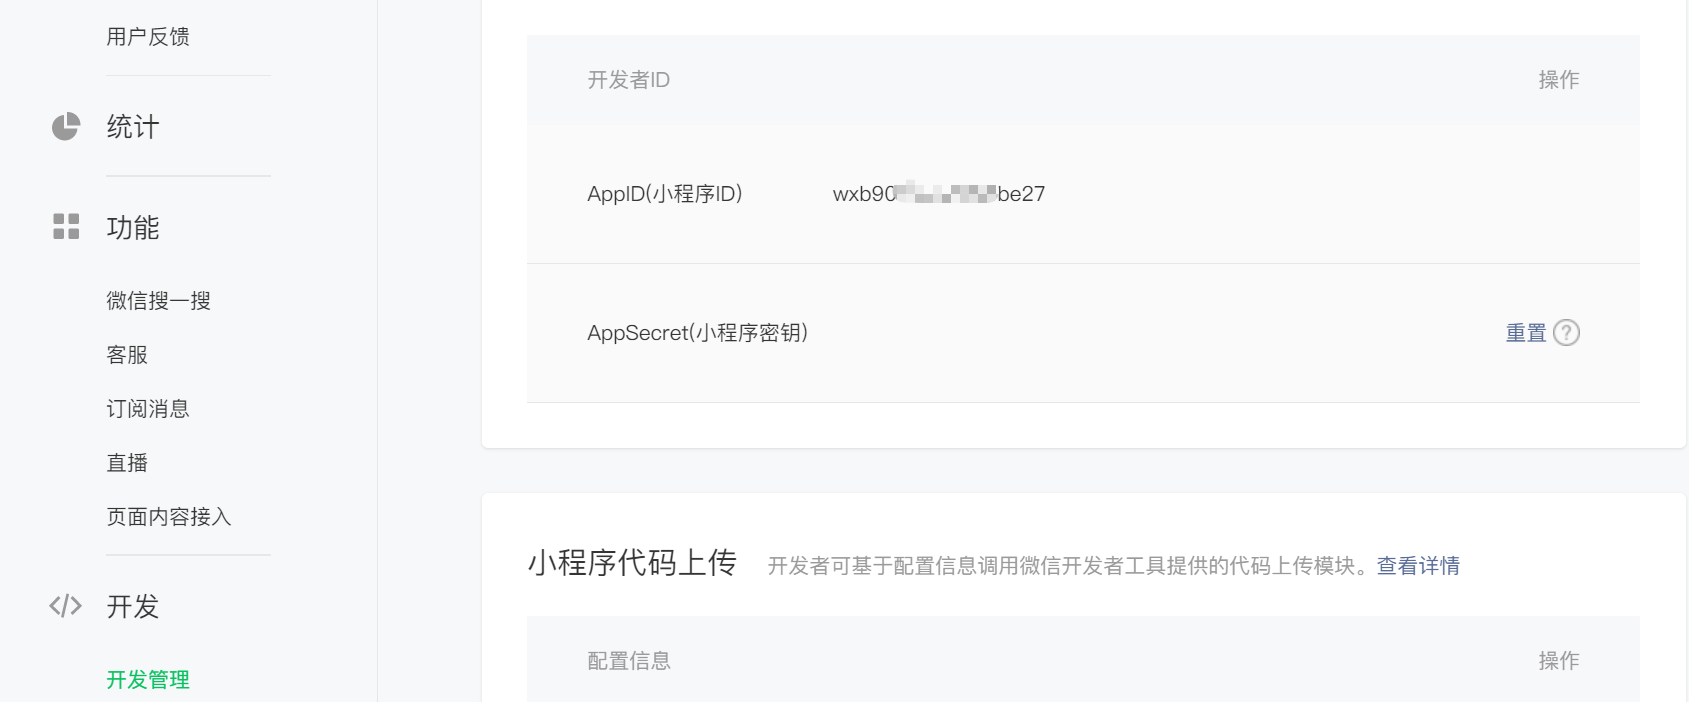 用户反馈
统计
功能
微信搜一搜
客服
订阅消息
直播
页面内容接入
开发
开发管理
开发者ID 操作
AppID(小程序ID) wxb90 be27
AppSecret(小程序密钥) 重置 ?
小程序代码上传 开发者可基于配置信息调用微信开发者工具提供的代码上传模块。查看详情
配置信息 操作